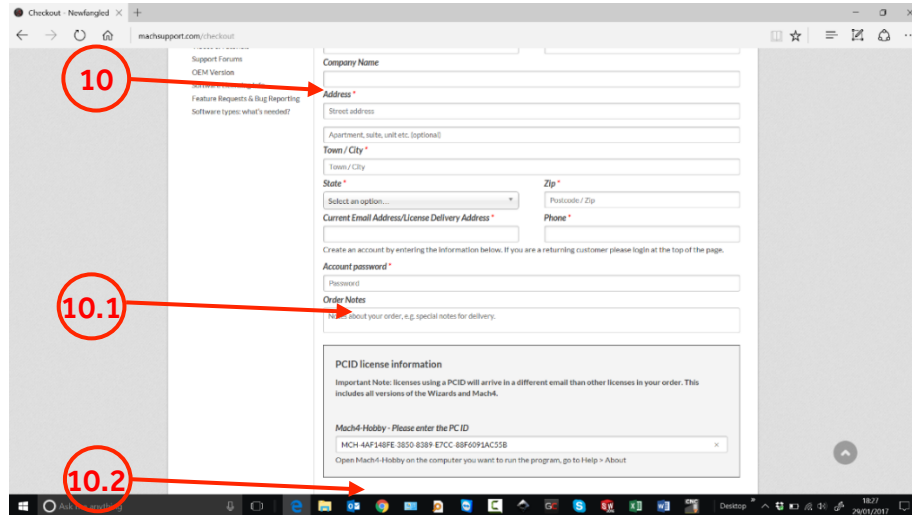 Checkout - Newfangled
machsupport.com/checkout
Support Forums
OEM Version
Feature Requests & Bug Reporting
Software types: what's needed?
10
Company Name
Address *
Street address
Apartment, suite, unit etc. (optional)
Town / City *
Town / City
State * Zip *
Select an option... Postcode / Zip
Current Email Address/License Delivery Address * Phone *
Create an account by entering the information below. If you are a returning customer please login at the top of the page.
Account password *
Password
10.1
Order Notes
about your order, e.g. special notes for delivery.
PCID license information
Important Note: licenses using a PCID will arrive in a different email than other licenses in your order. This
includes all versions of the Wizards and Mach4.
Mach4-Hobby - Please enter the PC ID
MCH-4AF148FE-3850-8389-E7CC-88F6091AC55B
Open Mach4-Hobby on the computer you want to run the program, go to Help > About
10.2
Desktop
18:27
29/01/2017